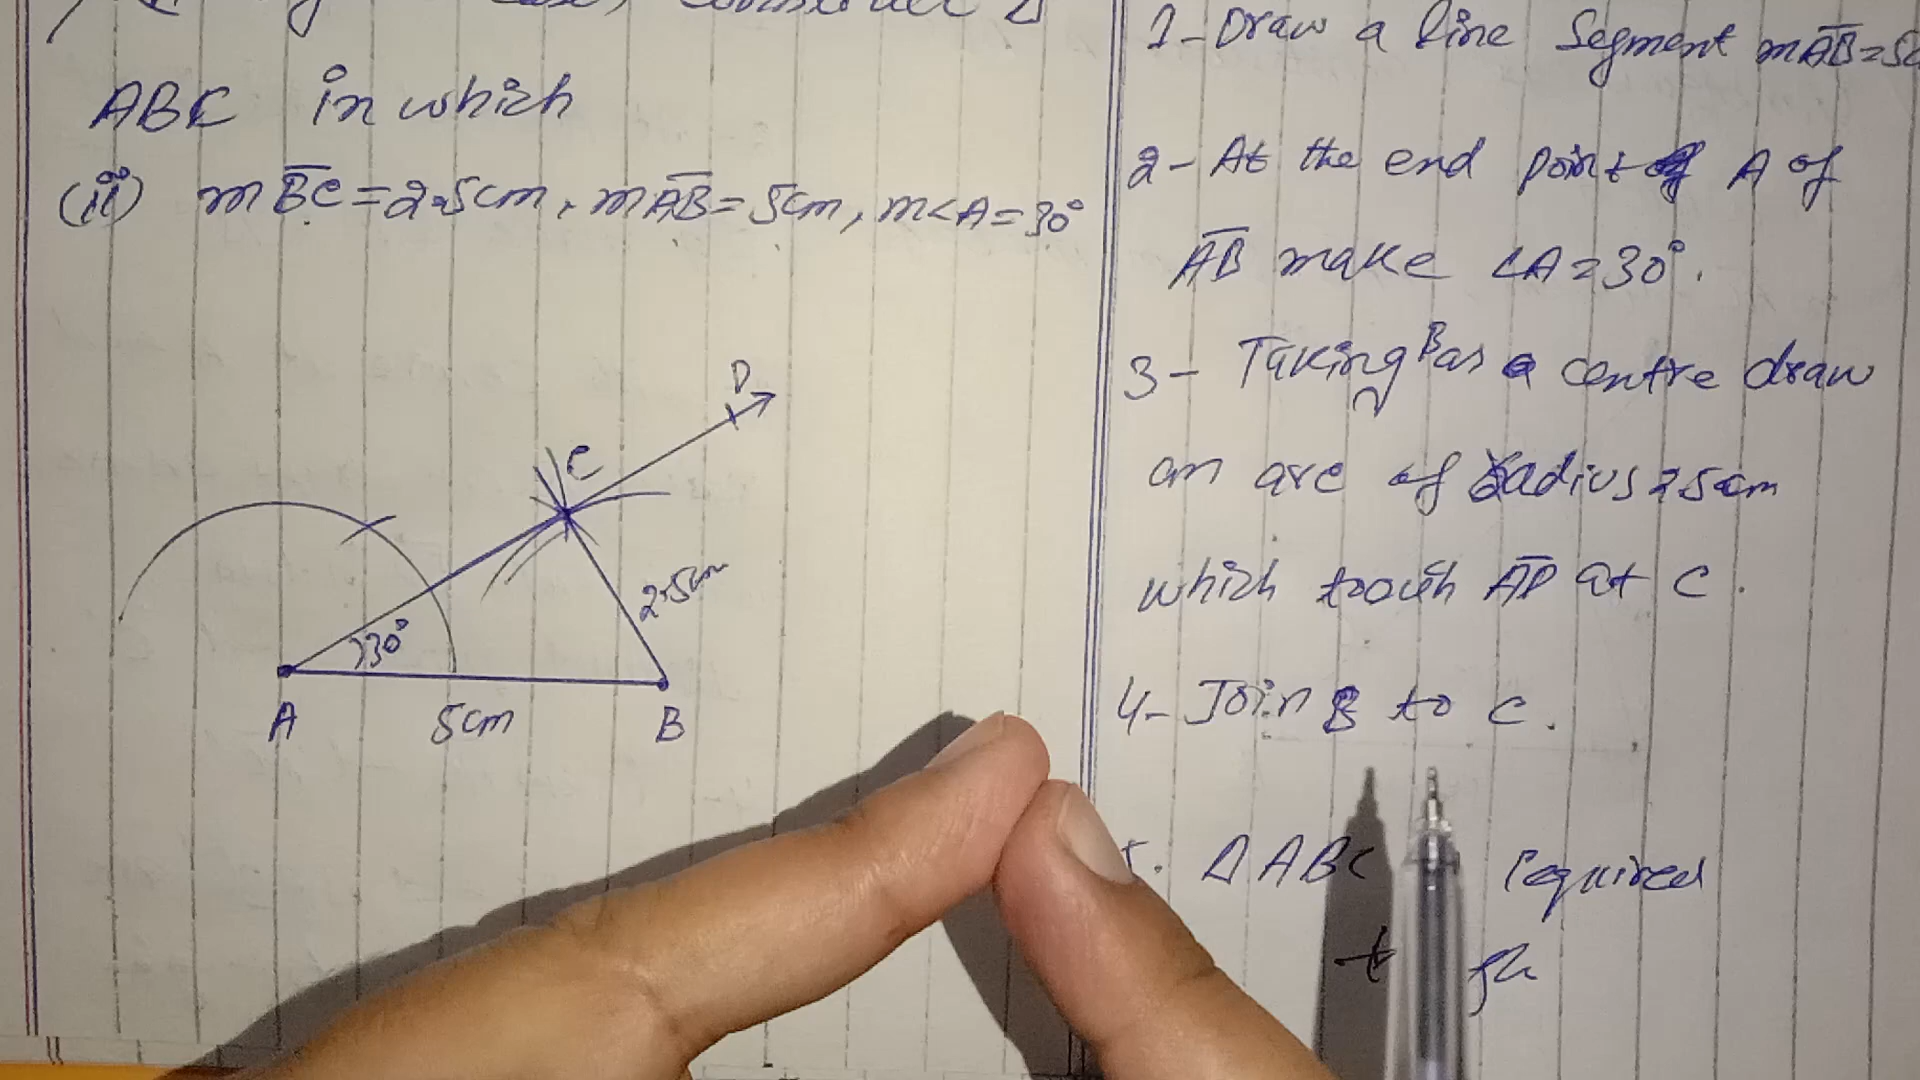 construct Δ
ABC in which
(ii) mBC = 2.5cm, mAB = 5cm, m<A = 30°
D
C
2.5cm
30°
A 5cm B
1- Draw a line Segment mAB = 5c
2- At the end point of A of
AB make <A = 30°.
3- Taking B as a centre draw
an arc of radius 2.5cm
which touch AD at C.
4- Join B to C.
ΔABC required